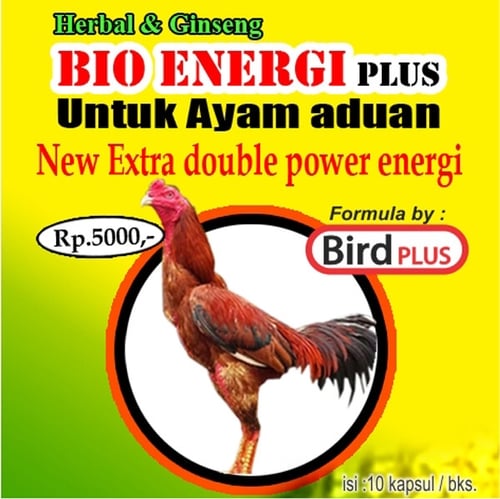 Herbal & Ginseng
BIO ENERGI PLUS
Untuk Ayam aduan
New Extra double power energi
Rp.5000,-
Formula by :
Bird PLUS
isi :10 kapsul / bks.